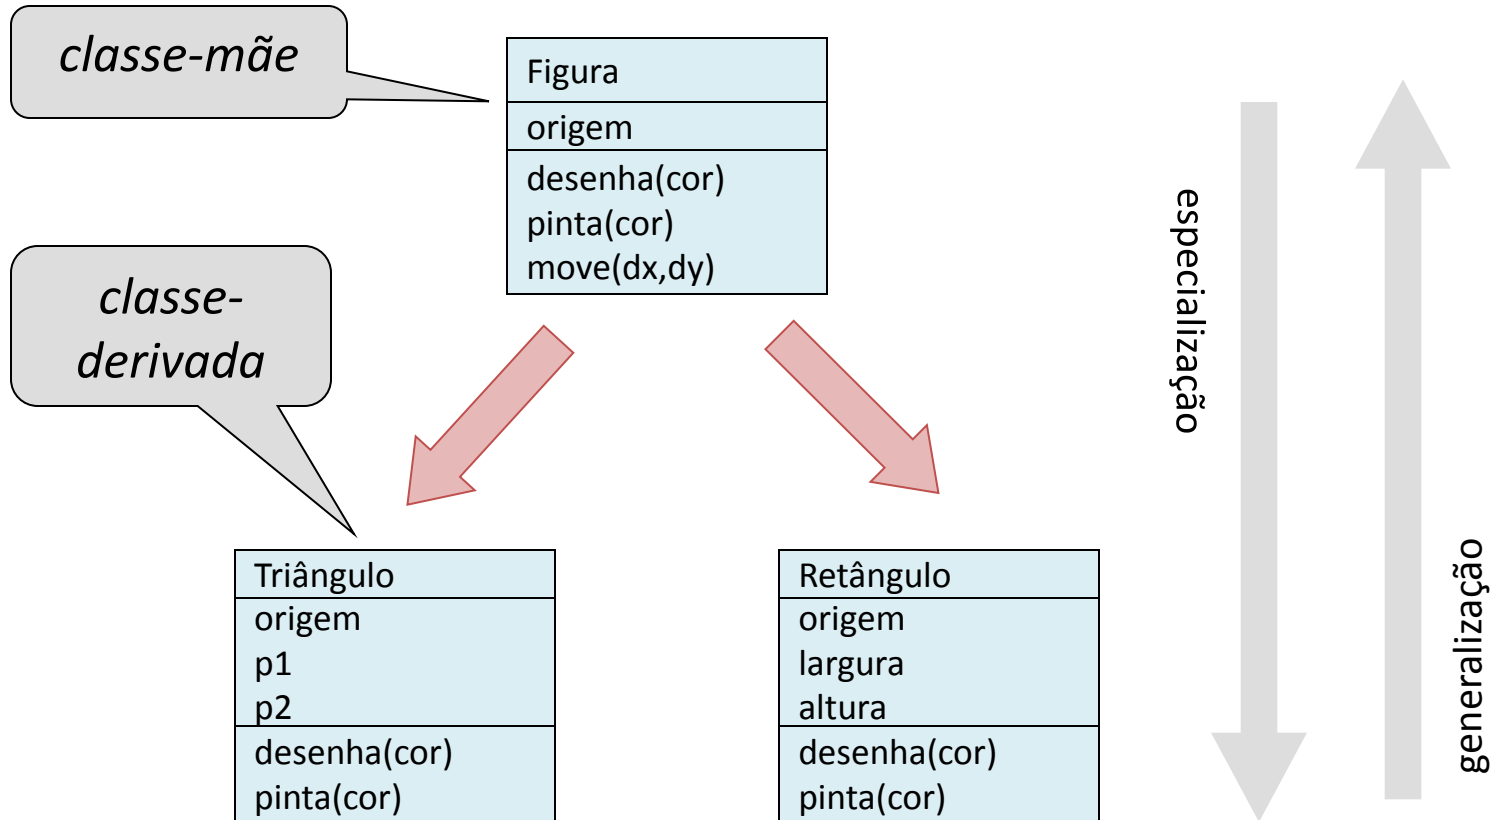 classe-mãe
Figura
origem
desenha(cor)
pinta(cor)
move(dx,dy)
classe-
derivada
Triângulo
origem
p1
p2
desenha(cor)
pinta(cor)
Retângulo
origem
largura
altura
desenha(cor)
pinta(cor)
especialização
generalização